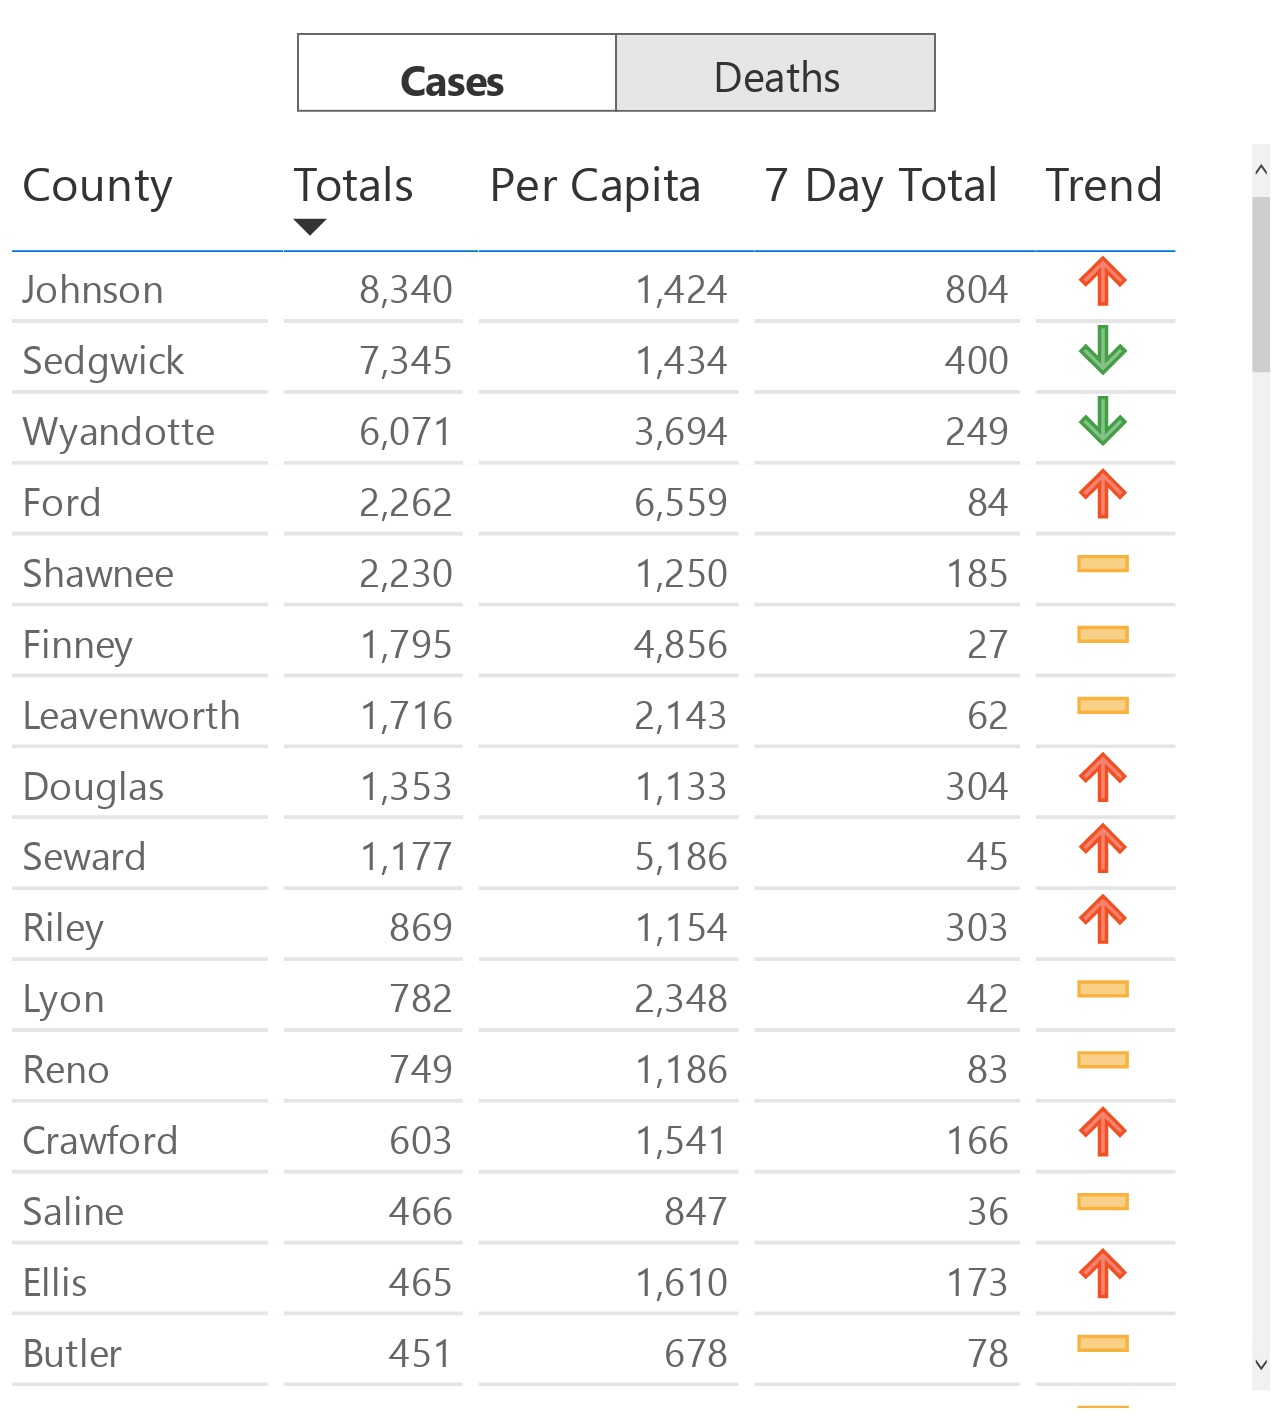 Cases Deaths
County Totals Per Capita 7 Day Total Trend
Johnson 8,340 1,424 804
Sedgwick 7,345 1,434 400
Wyandotte 6,071 3,694 249
Ford 2,262 6,559 84
Shawnee 2,230 1,250 185
Finney 1,795 4,856 27
Leavenworth 1,716 2,143 62
Douglas 1,353 1,133 304
Seward 1,177 5,186 45
Riley 869 1,154 303
Lyon 782 2,348 42
Reno 749 1,186 83
Crawford 603 1,541 166
Saline 466 847 36
Ellis 465 1,610 173
Butler 451 678 78